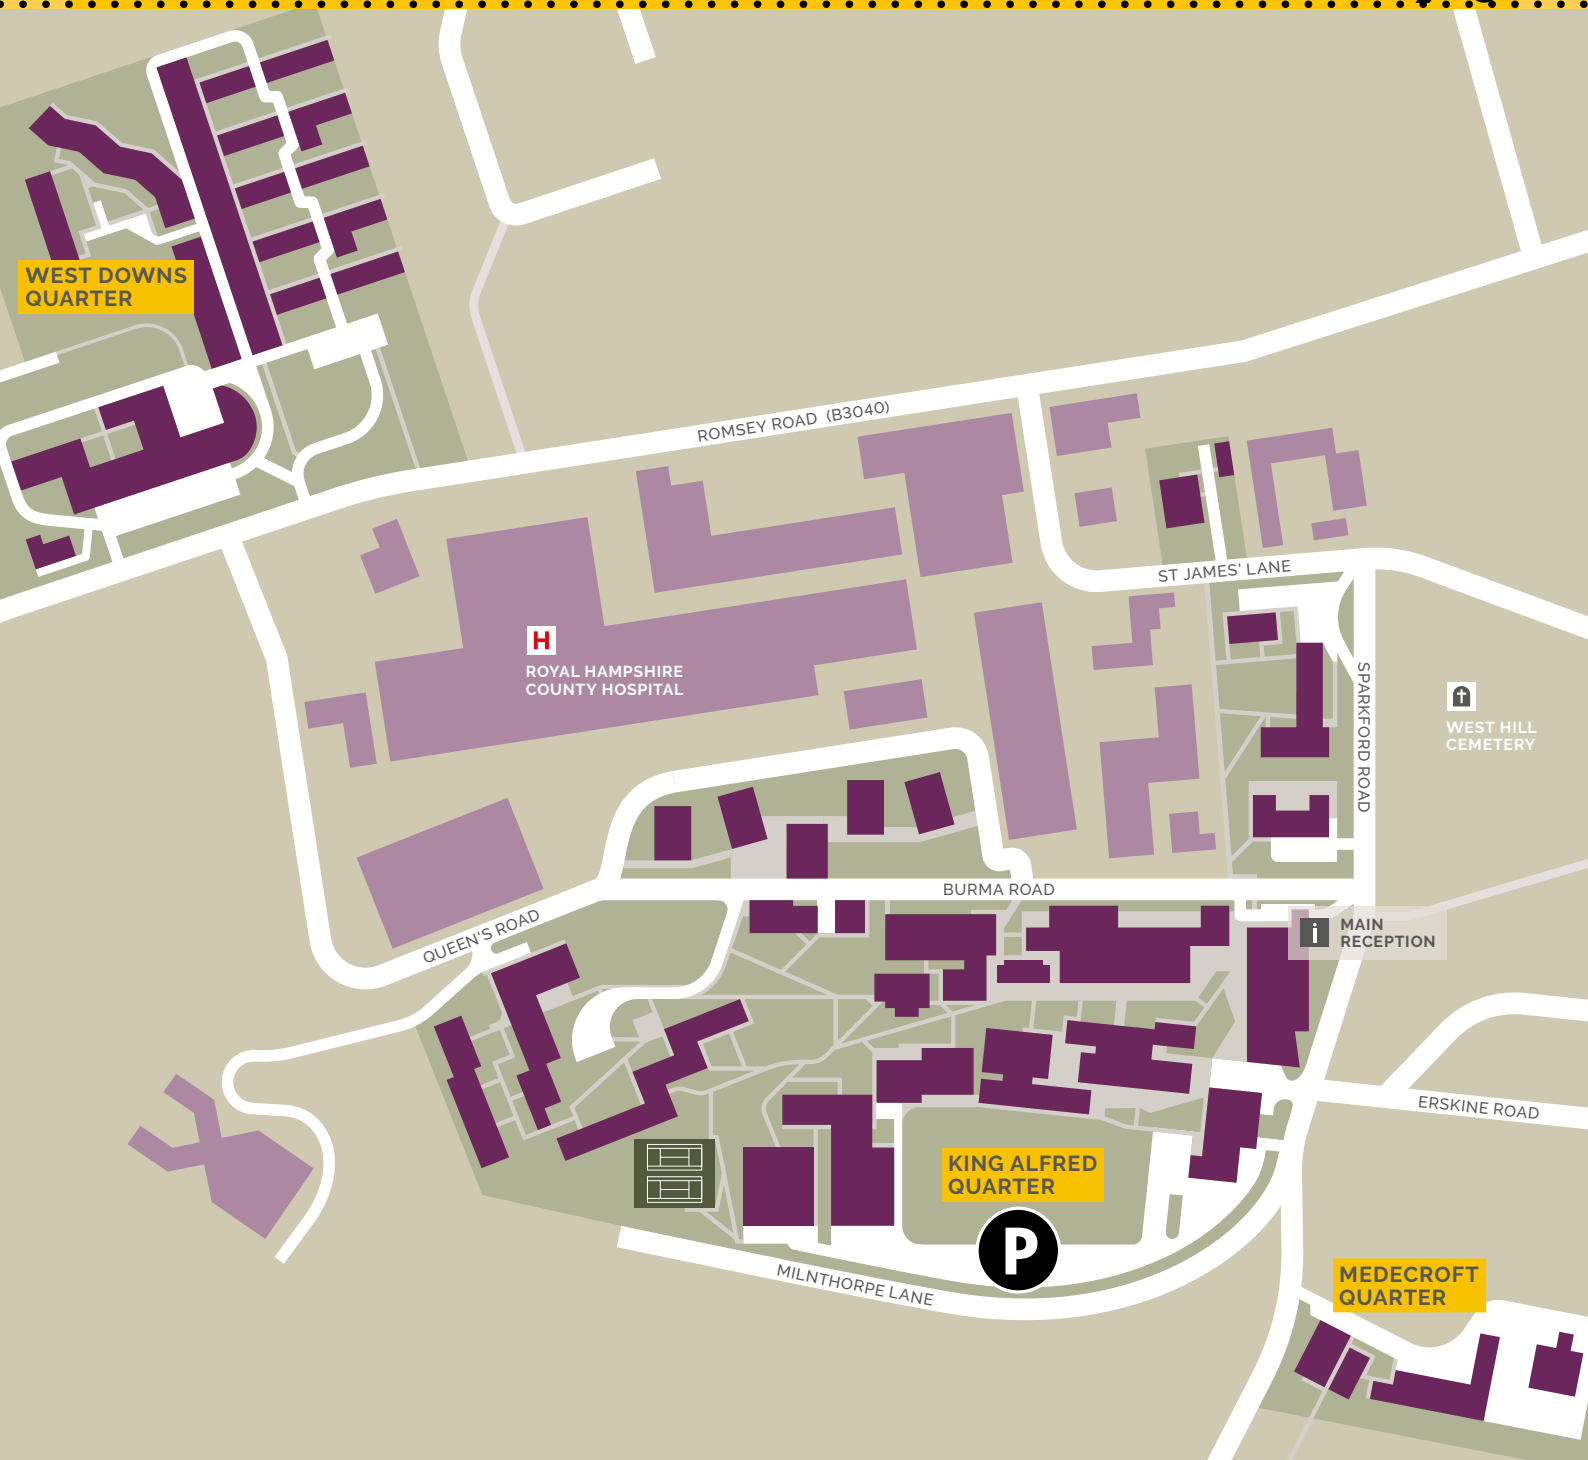 WEST DOWNS
QUARTER
ROMSEY ROAD (B3040)
ST JAMES' LANE
H
ROYAL HAMPSHIRE
COUNTY HOSPITAL
SPARKFORD ROAD
WEST HILL
CEMETERY
BURMA ROAD
QUEEN'S ROAD
i
MAIN
RECEPTION
ERSKINE ROAD
KING ALFRED
QUARTER
P
MILNTHORPE LANE
MEDECROFT
QUARTER